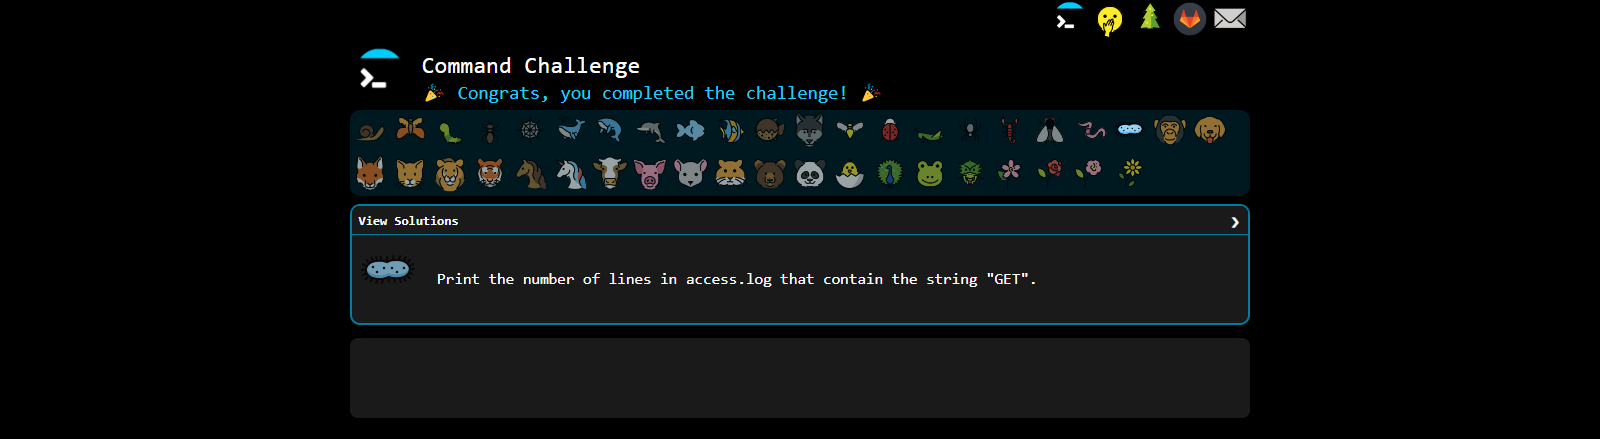 Command Challenge
🎉 Congrats, you completed the challenge! 🎉
View Solutions
Print the number of lines in access.log that contain the string "GET".